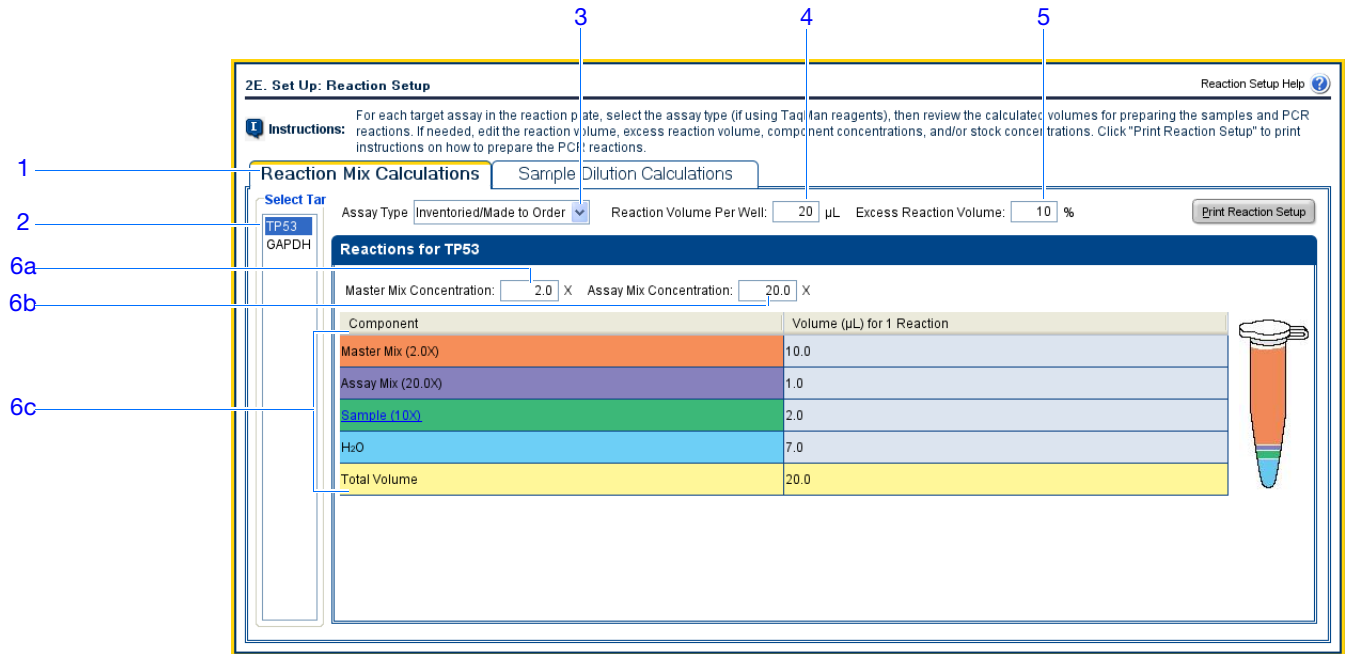 3 4 5
2E. Set Up: Reaction Setup Reaction Setup Help ?
Instructions: For each target assay in the reaction plate, select the assay type (if using TaqMan reagents), then review the calculated volumes for preparing the samples and PCR
reactions. If needed, edit the reaction volume, excess reaction volume, component concentrations, and/or stock concentrations. Click "Print Reaction Setup" to print
instructions on how to prepare the PCR reactions.
1 Reaction Mix Calculations Sample Dilution Calculations
Select Tar
Assay Type Inventoried/Made to Order Reaction Volume Per Well: 20 µL Excess Reaction Volume: 10 % Print Reaction Setup
2 TP53
GAPDH
Reactions for TP53
6a
Master Mix Concentration: 2.0 X Assay Mix Concentration: 20.0 X
6b
Component Volume (µL) for 1 Reaction
Master Mix (2.0X) 10.0
Assay Mix (20.0X) 1.0
6c
Sample (10X) 2.0
H₂O 7.0
Total Volume 20.0